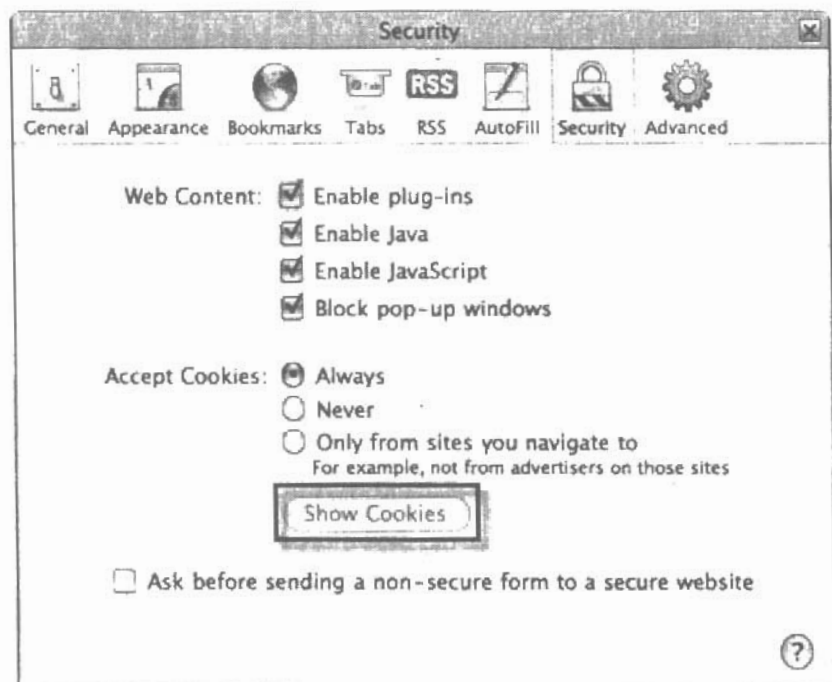 Security
RSS
General Appearance Bookmarks Tabs RSS AutoFill Security Advanced
Web Content: Enable plug-ins
Enable Java
Enable JavaScript
Block pop-up windows
Accept Cookies: Always
Never
Only from sites you navigate to
For example, not from advertisers on those sites
Show Cookies
Ask before sending a non-secure form to a secure website
?